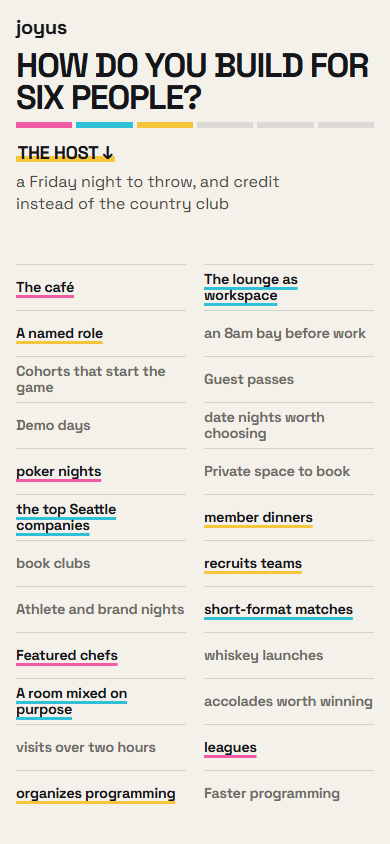 joyus
HOW DO YOU BUILD FOR
SIX PEOPLE?
THE HOST ↓
a Friday night to throw, and credit
instead of the country club
The café
The lounge as
workspace
A named role
an 8am bay before work
Cohorts that start the
game
Guest passes
Demo days
date nights worth
choosing
poker nights
Private space to book
the top Seattle
companies
member dinners
book clubs
recruits teams
Athlete and brand nights
short-format matches
Featured chefs
whiskey launches
A room mixed on
purpose
accolades worth winning
visits over two hours
leagues
organizes programming
Faster programming